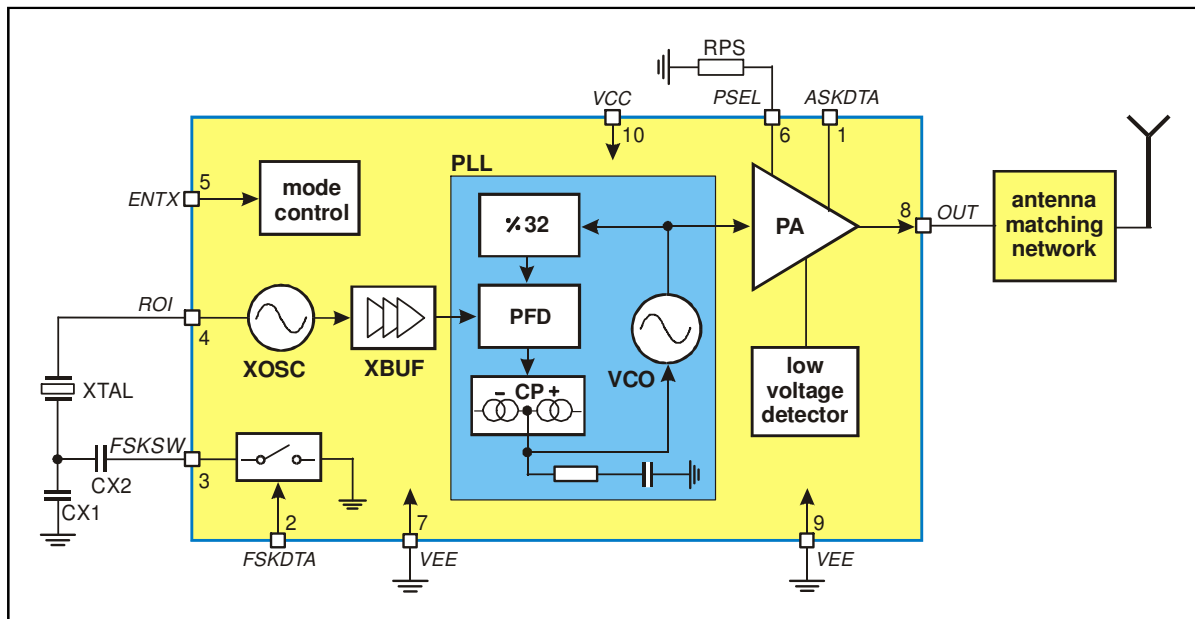 RPS
VCC
PSEL
ASKDTA
10
6
1
PLL
ENTX
5
mode
control
٪ 32
PA
8
OUT
antenna
matching
network
ROI
4
XOSC
XBUF
PFD
VCO
low
voltage
detector
- CP +
XTAL
FSKSW
3
CX2
CX1
2
FSKDTA
7
VEE
9
VEE